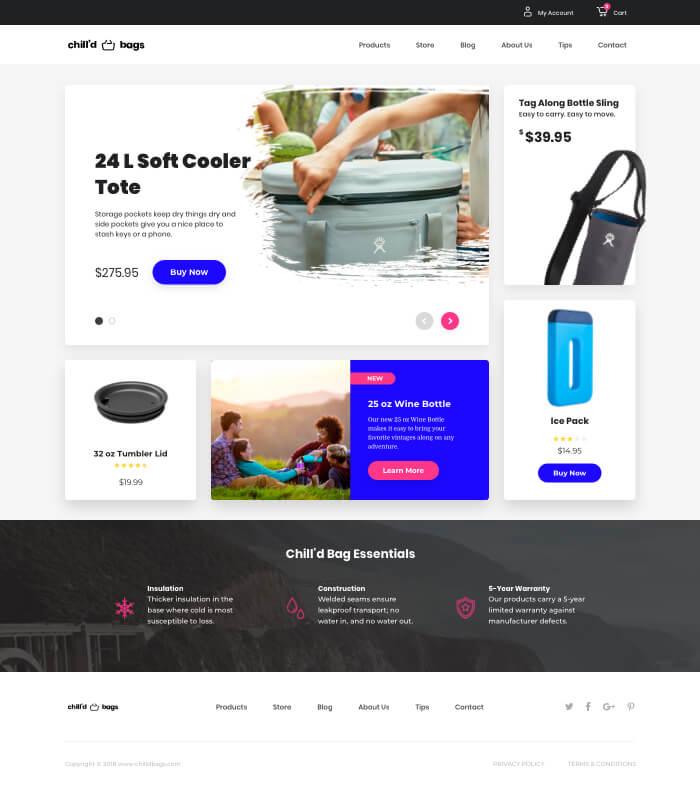 My Account
0
Cart
chill'd bags
Products Store Blog About Us Tips Contact
24 L Soft Cooler
Tote
Storage pockets keep dry things dry and
side pockets give you a nice place to
stash keys or a phone.
$275.95
Buy Now
Tag Along Bottle Sling
Easy to carry. Easy to move.
$39.95
32 oz Tumbler Lid
$19.99
NEW
25 oz Wine Bottle
Our new 25 oz Wine Bottle
makes it easy to bring your
favorite vintages along on any
adventure.
Learn More
Ice Pack
$14.95
Buy Now
Chill'd Bag Essentials
Insulation
Thicker insulation in the
base where cold is most
susceptible to loss.
Construction
Welded seams ensure
leakproof transport; no
water in, and no water out.
5-Year Warranty
Our products carry a 5-year
limited warranty against
manufacturer defects.
chill'd bags
Products Store Blog About Us Tips Contact
Copyright © 2018 www.chilldbags.com
PRIVACY POLICY
TERMS & CONDITIONS